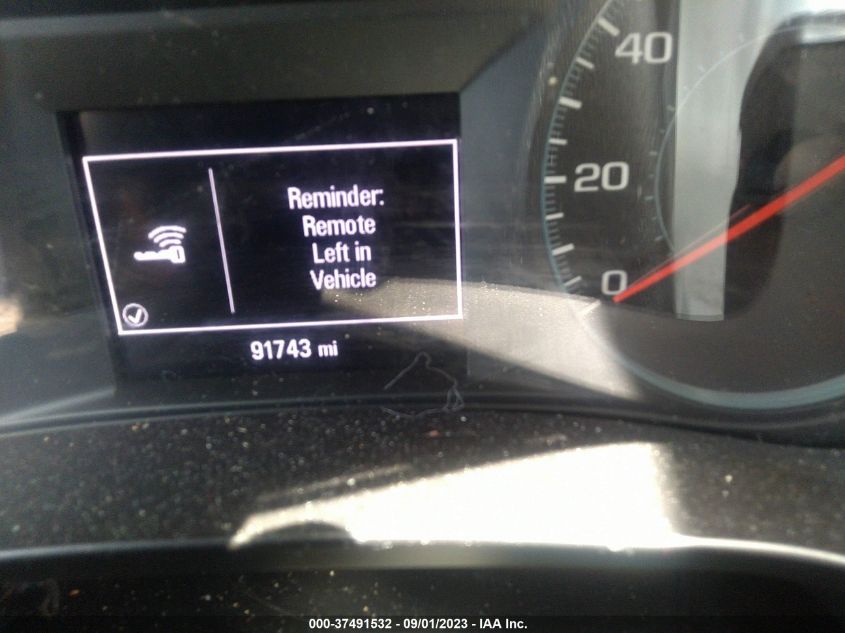 Reminder:
Remote
Left in
Vehicle
91743 mi
40
20
0
000-37491532 - 09/01/2023 - IAA Inc.